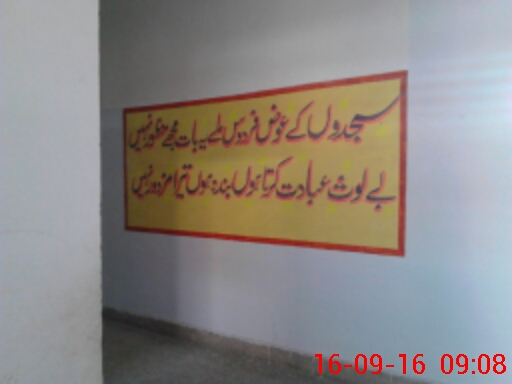 سجدوں کے عوض فردوس ملے یہ بات مجھے منظور نہیں
بے لوث عبادت کرتا ہوں بندہ ہوں تیرا مزدور نہیں
16-09-16 09:08